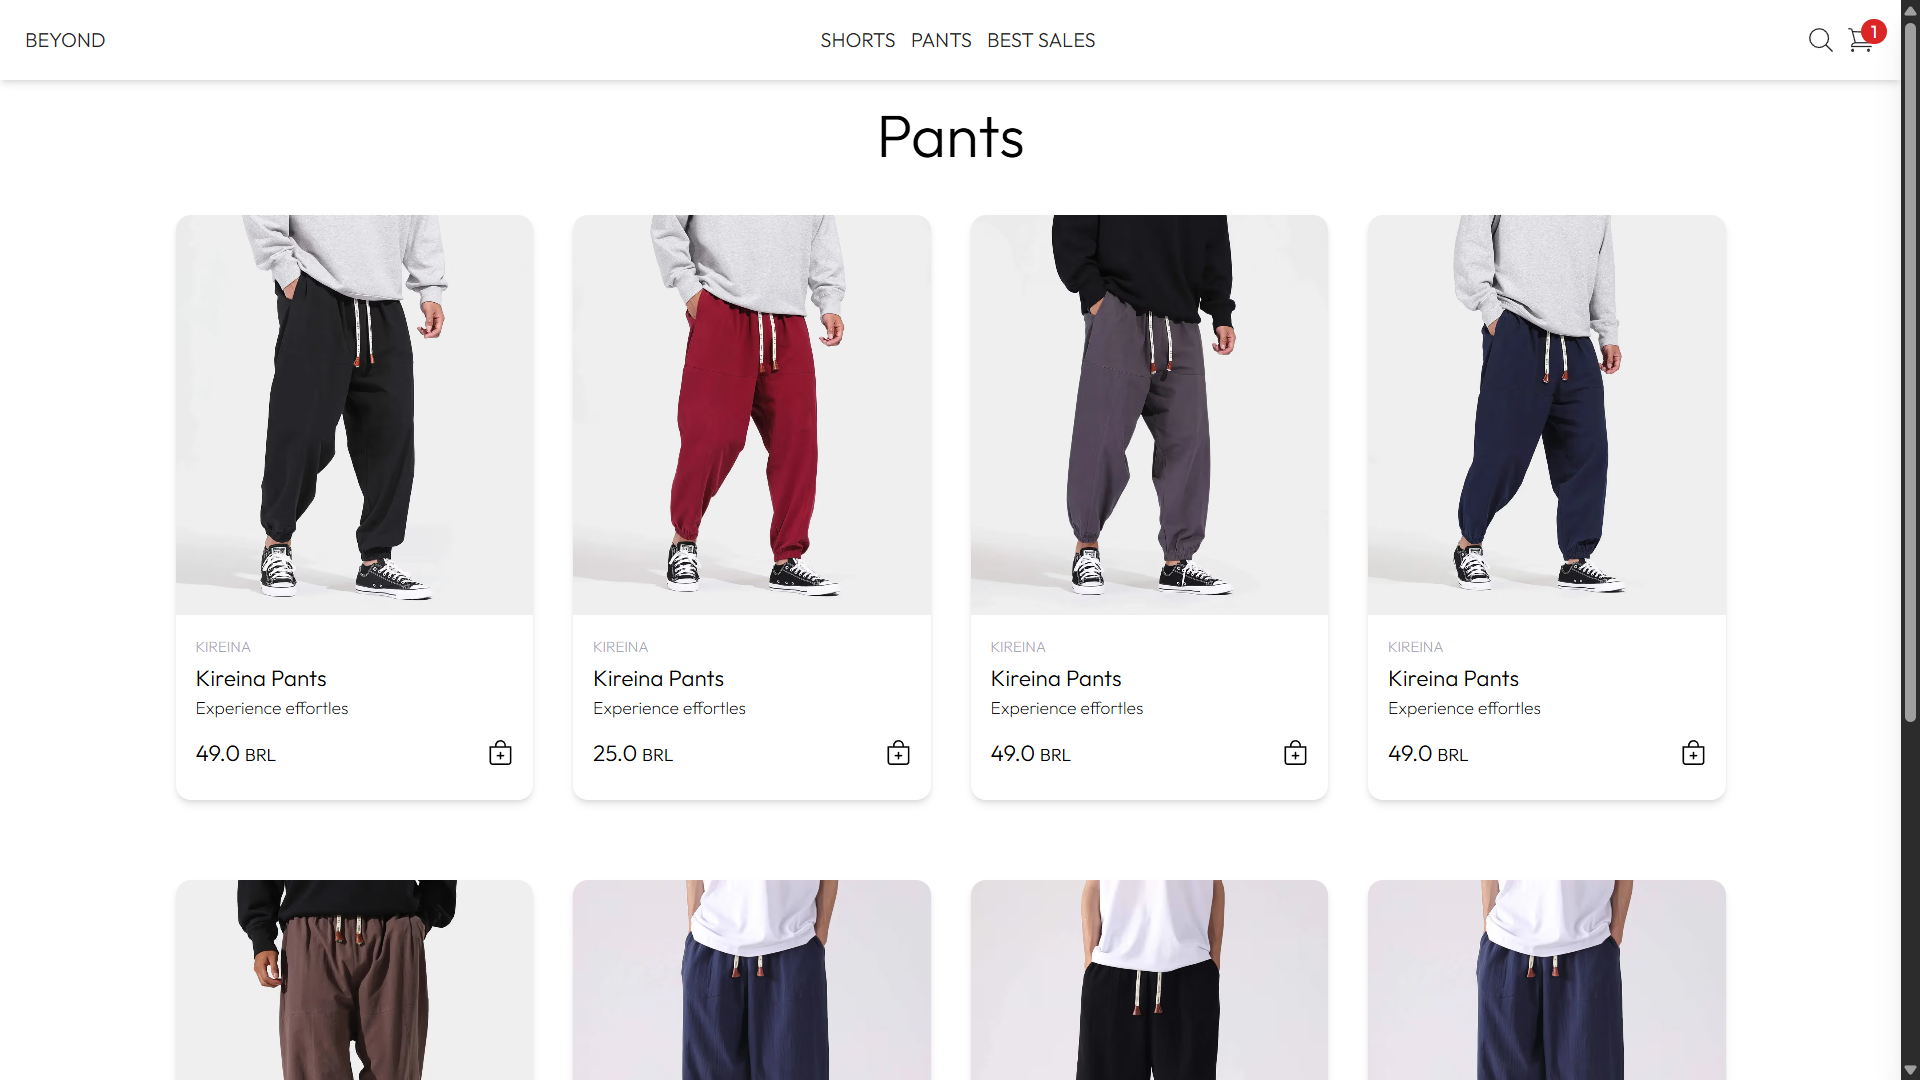 BEYOND
SHORTS PANTS BEST SALES
1
Pants
KIREINA
Kireina Pants
Experience effortles
49.0 BRL
KIREINA
Kireina Pants
Experience effortles
25.0 BRL
KIREINA
Kireina Pants
Experience effortles
49.0 BRL
KIREINA
Kireina Pants
Experience effortles
49.0 BRL